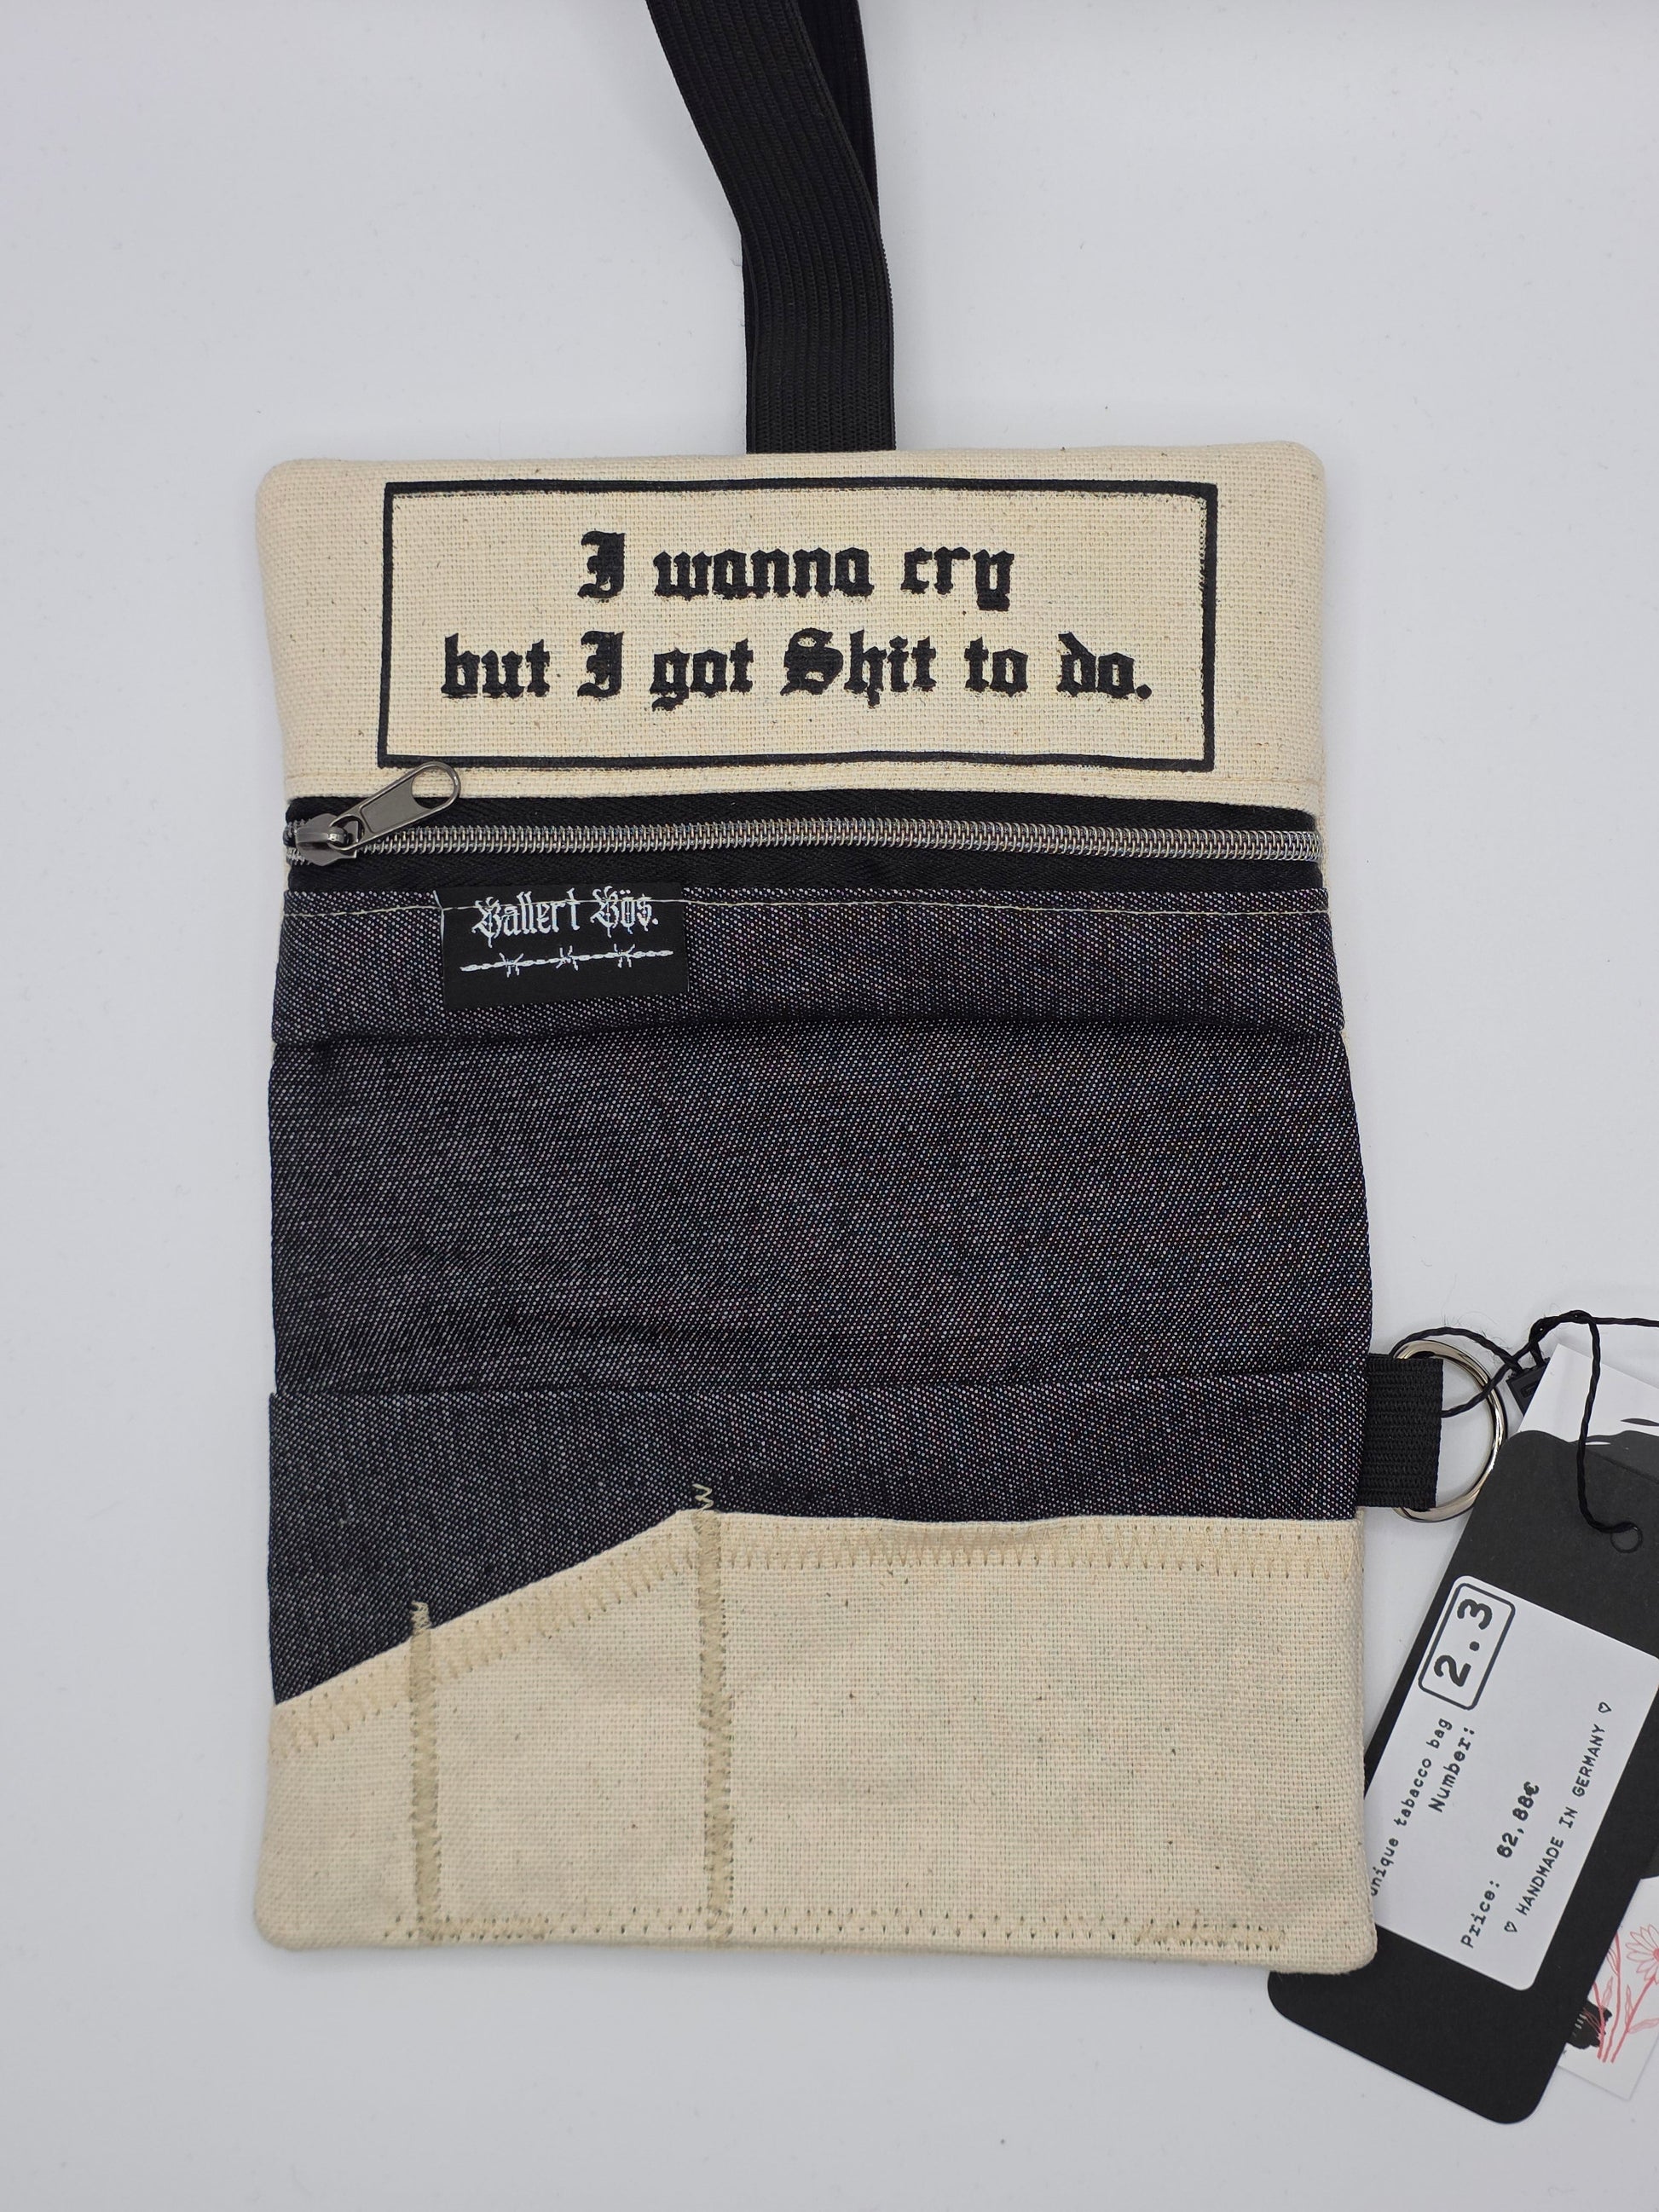 I wanna cry
but I got Shit to do.
Ballert Bös.
unique tabacco bag
Number: 2.3
Price: 62,88€
♡ HANDMADE IN GERMANY ♡